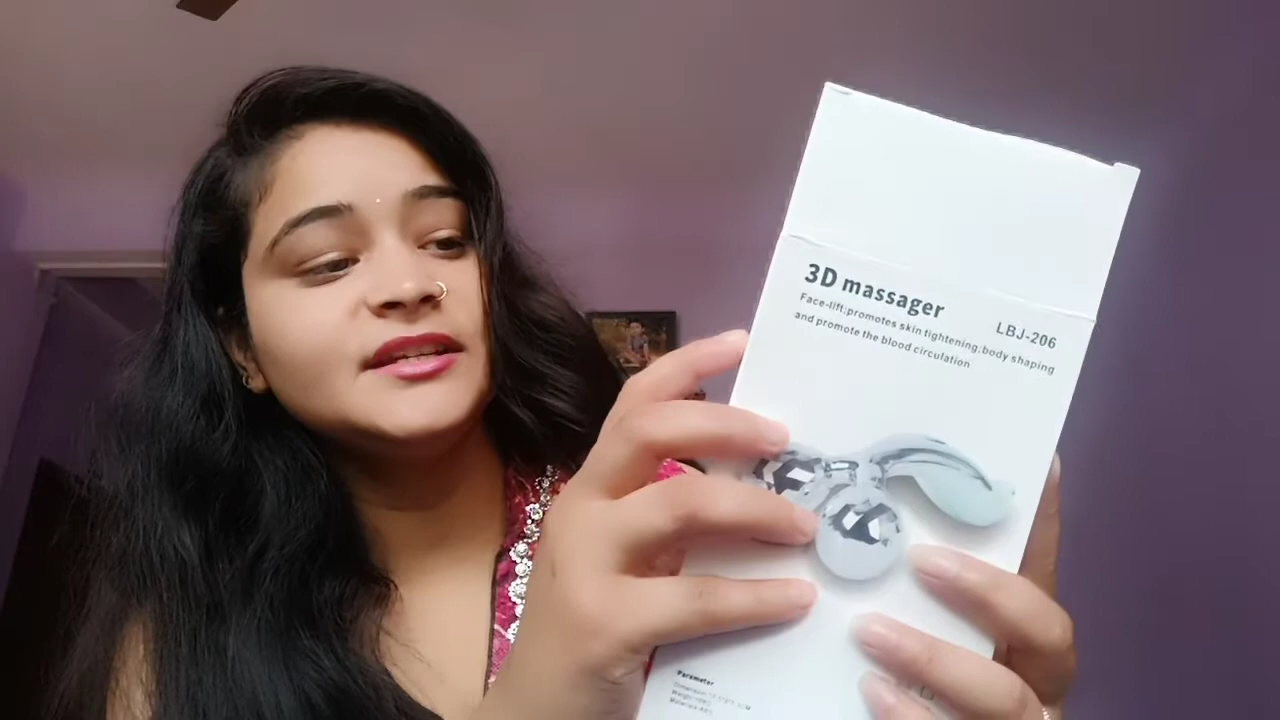 3D massager
LBJ-206
Face-lift;promotes skin tightening;body shaping
and promote the blood circulation
Parameter